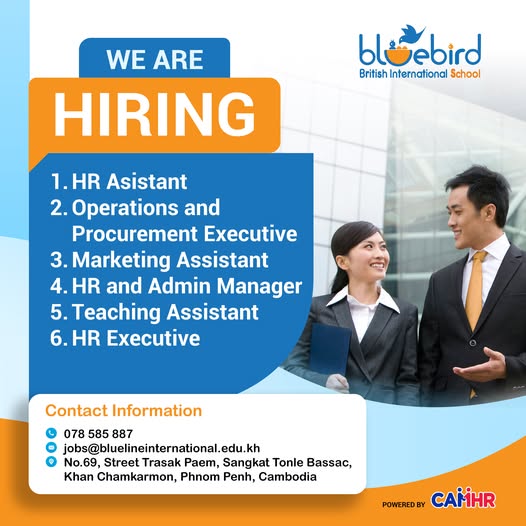 bluebird
British International School
WE ARE
HIRING
1. HR Asistant
2. Operations and
Procurement Executive
3. Marketing Assistant
4. HR and Admin Manager
5. Teaching Assistant
6. HR Executive
Contact Information
078 585 887
jobs@bluelineinternational.edu.kh
No.69, Street Trasak Paem, Sangkat Tonle Bassac,
Khan Chamkarmon, Phnom Penh, Cambodia
POWERED BY CAMHR